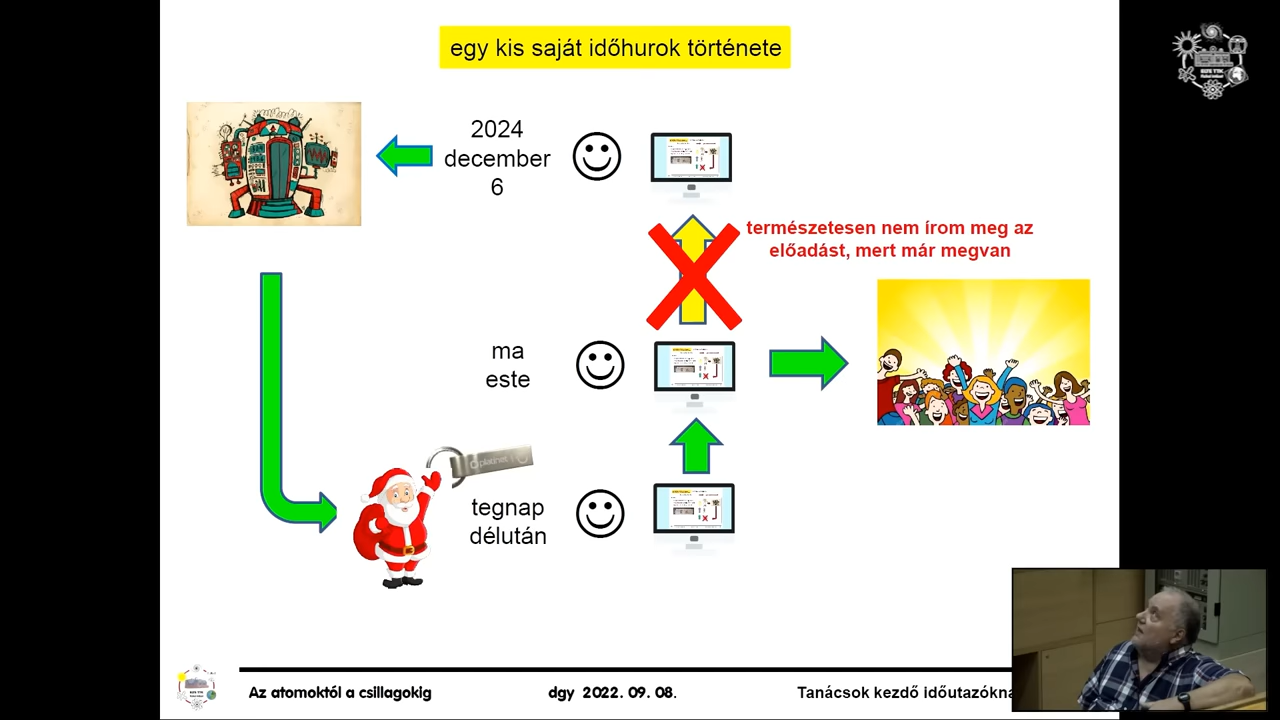 egy kis saját időhurok története
2024
december
6
természetesen nem írom meg az
előadást, mert már megvan
ma
este
platinet
tegnap
délután
Az atomoktól a csillagokig
dgy 2022. 09. 08.
Tanácsok kezdő